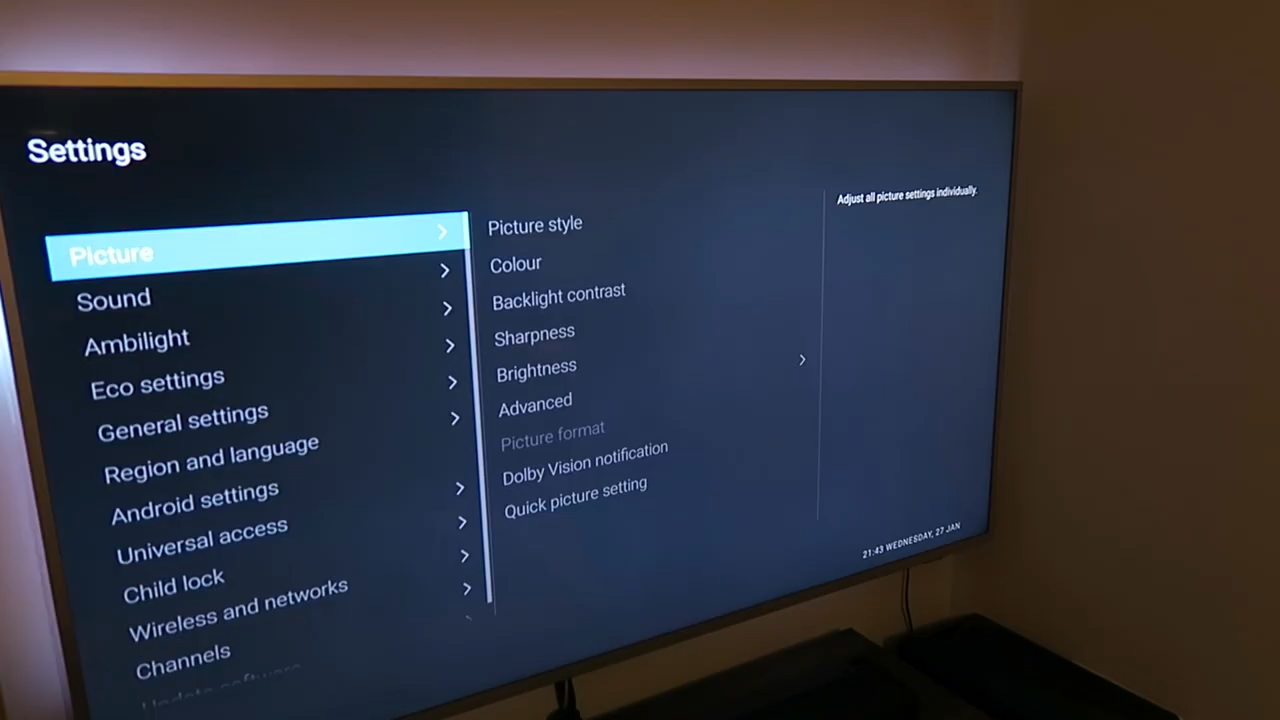 Settings
Picture
Sound
Ambilight
Eco settings
General settings
Region and language
Android settings
Universal access
Child lock
Wireless and networks
Channels
Update software
Picture style
Colour
Backlight contrast
Sharpness
Brightness
Advanced
Picture format
Dolby Vision notification
Quick picture setting
Adjust all picture settings individually.
21:43 WEDNESDAY, 27 JAN